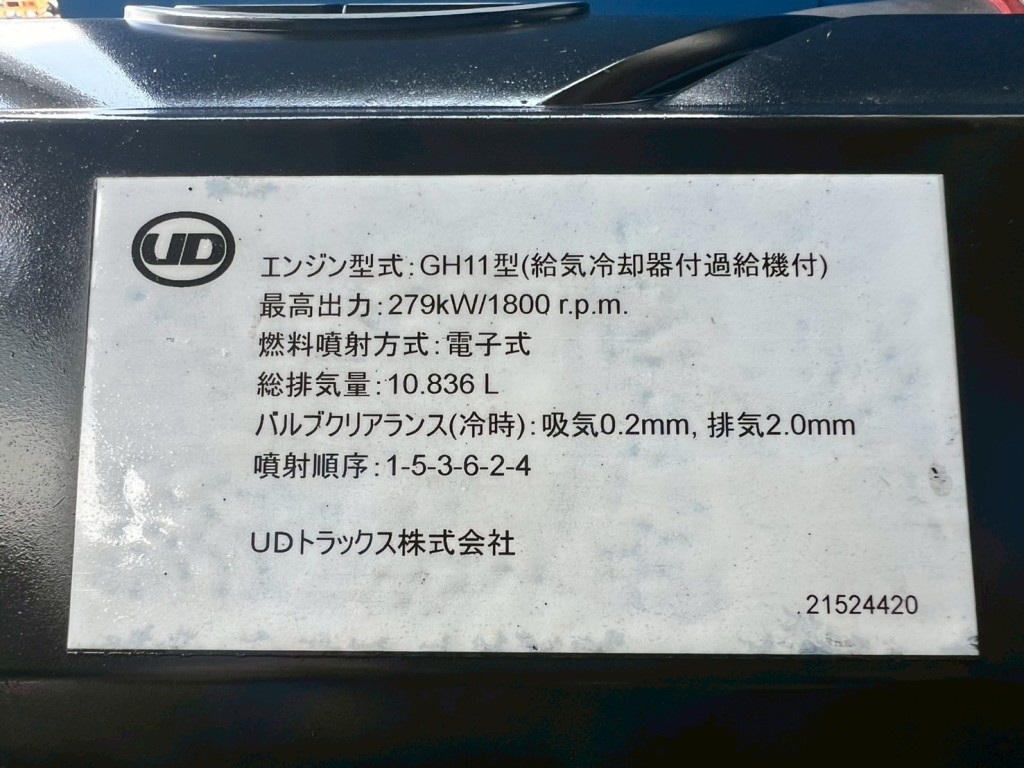 UD
エンジン型式:GH11型(給気冷却器付過給機付)
最高出力:279kW/1800 r.p.m.
燃料噴射方式:電子式
総排気量:10.836 L
バルブクリアランス(冷時):吸気0.2mm, 排気2.0mm
噴射順序:1-5-3-6-2-4
UDトラックス株式会社
.21524420